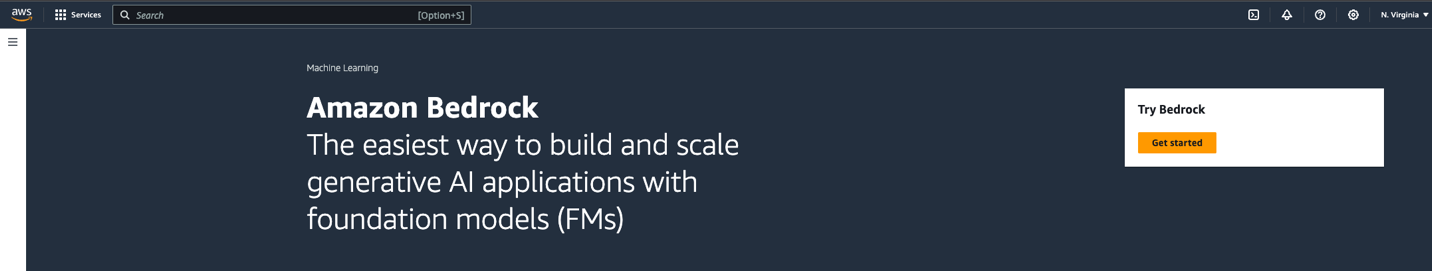 aws Services Search [Option+S] N. Virginia
Machine Learning
Amazon Bedrock
The easiest way to build and scale
generative AI applications with
foundation models (FMs)
Try Bedrock
Get started